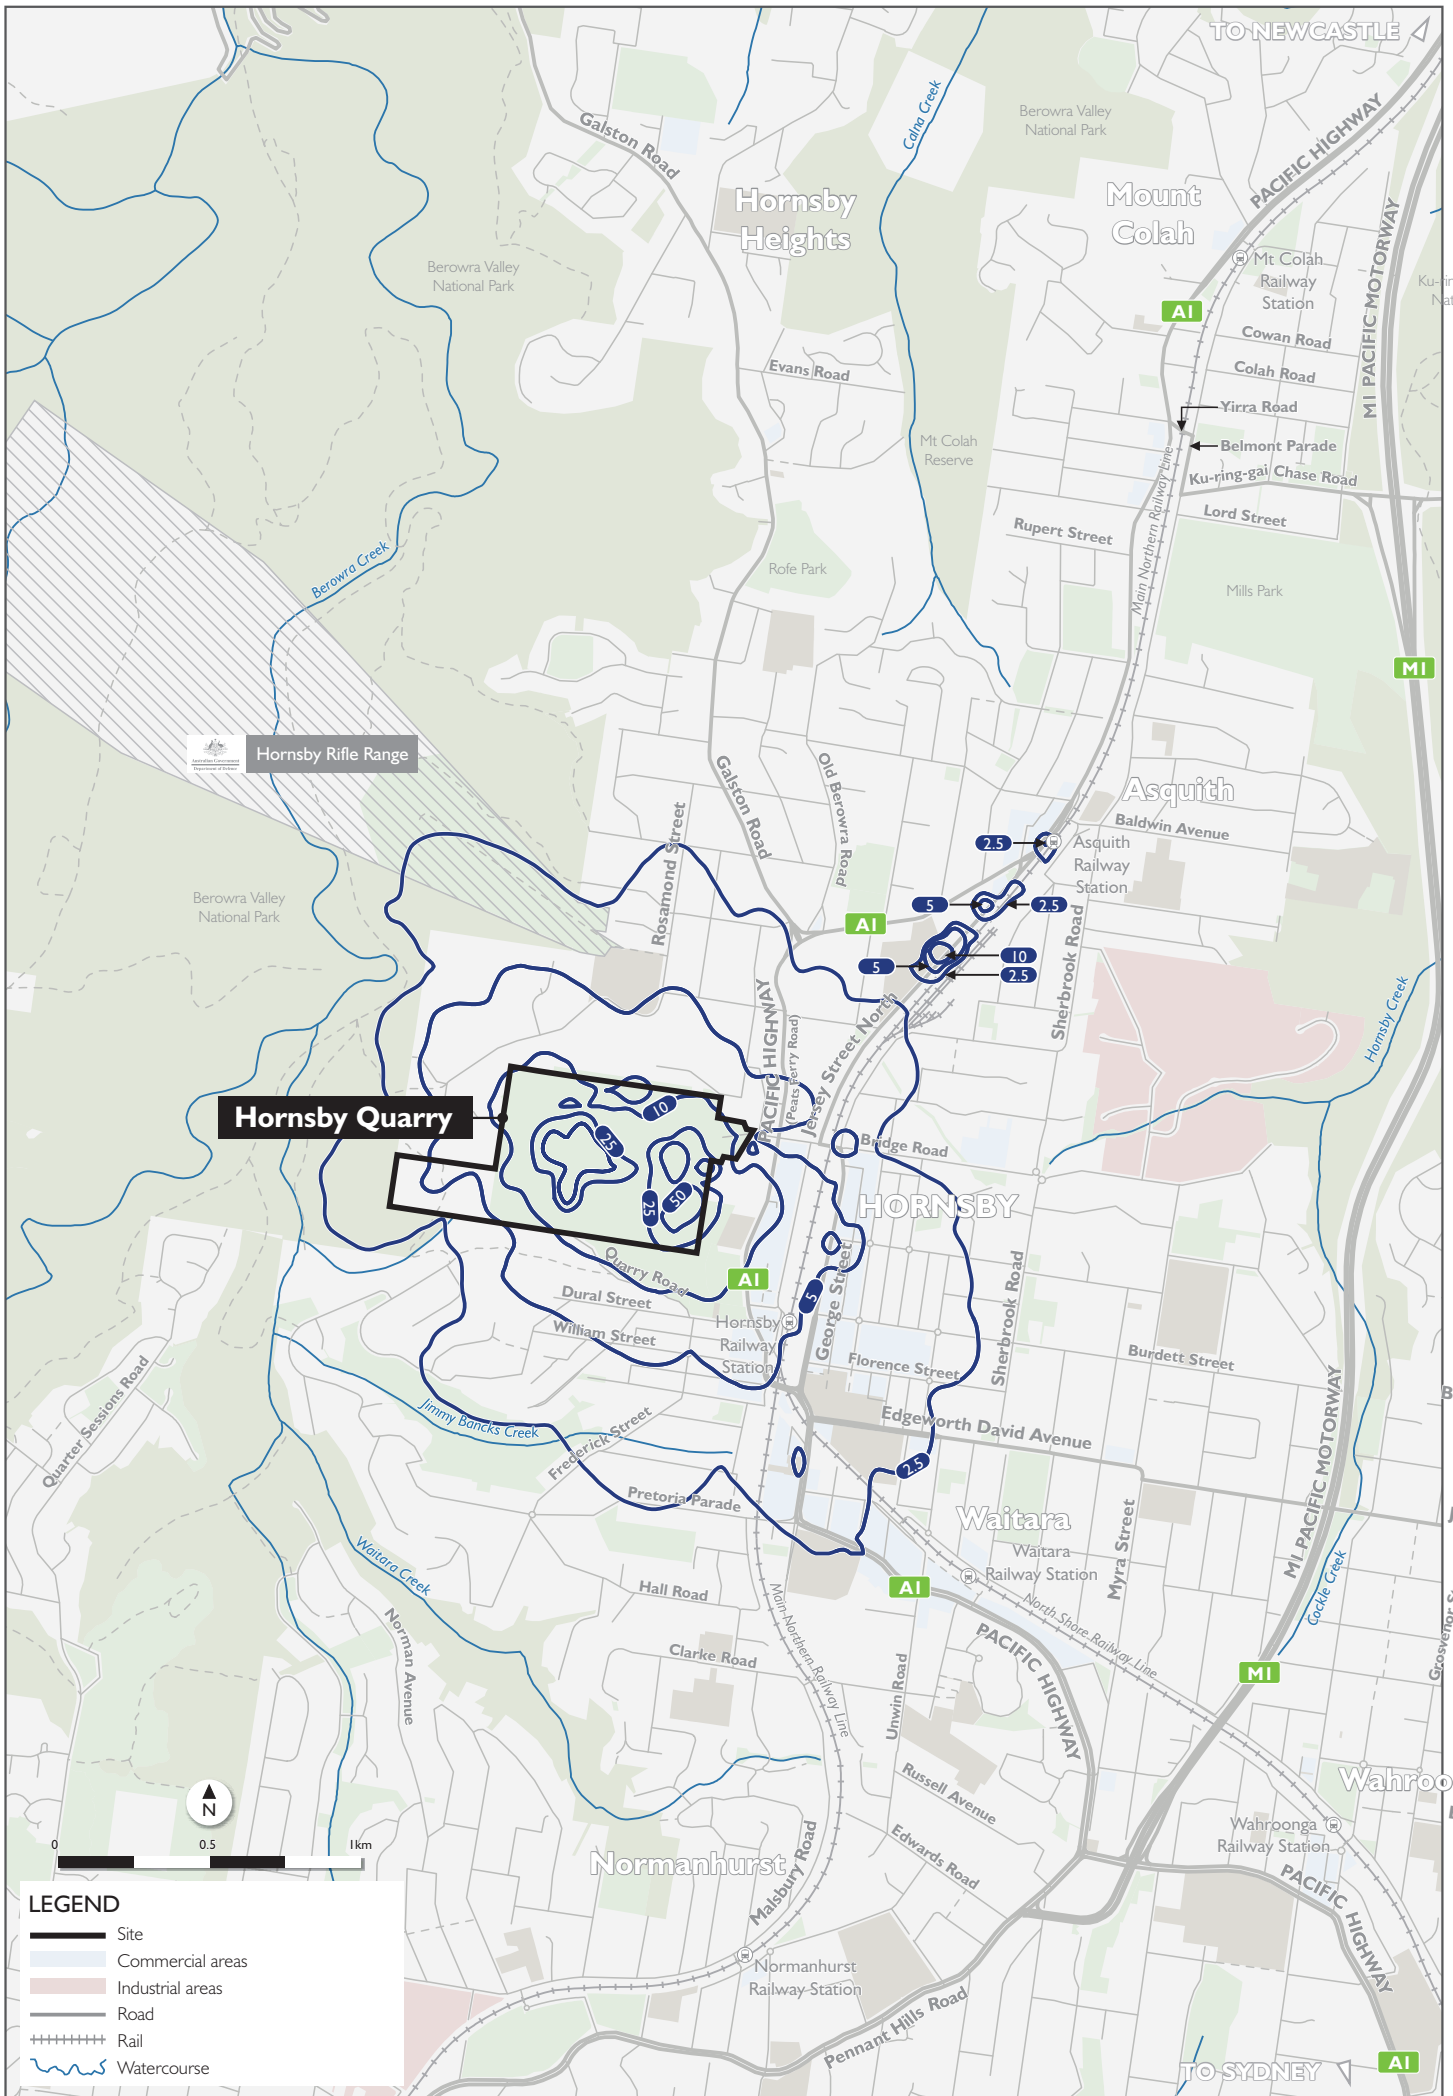 TO NEWCASTLE
Calna Creek
Berowra Valley
National Park
PACIFIC HIGHWAY
Galston Road
Hornsby
Heights
Mount
Colah
MI PACIFIC MOTORWAY
Mt Colah
Railway
Station
Berowra Valley
National Park
A1
Cowan Road
Colah Road
Evans Road
Yirra Road
Mt Colah
Reserve
Belmont Parade
Ku-ring-gai Chase Road
Main Northern Railway Line
Lord Street
Rupert Street
Berowra Creek
Rofe Park
Mills Park
M1
Australian Government
Department of Defence
Hornsby Rifle Range
Galston Road
Old Berowra Road
Asquith
Rosamond Street
Baldwin Avenue
2.5
Asquith
Railway
Station
Berowra Valley
National Park
5
2.5
A1
Sherbrook Road
5
10
2.5
PACIFIC HIGHWAY
(Peats Ferry Road)
Jersey Street North
Hornsby Creek
Hornsby Quarry
10
25
Bridge Road
25
50
HORNSBY
Quarry Road
A1
Dural Street
5
George Street
Sherbrook Road
William Street
Hornsby
Railway
Station
Florence Street
Burdett Street
Quarter Sessions Road
Jimmy Bancks Creek
Frederick Street
Edgeworth David Avenue
2.5
MI PACIFIC MOTORWAY
Pretoria Parade
Waitara
Waitara
Railway Station
Myra Street
Waitara Creek
Hall Road
A1
Cockle Creek
Main Northern Railway Line
North Shore Railway Line
Norman Avenue
Clarke Road
PACIFIC HIGHWAY
Unwin Road
M1
Russell Avenue
Wahroo
N
Wahroonga
Railway Station
0
0.5
1km
Edwards Road
Normanhurst
Malsbury Road
PACIFIC HIGHWAY
LEGEND
Site
Commercial areas
Industrial areas
Road
Rail
Watercourse
Normanhurst
Railway Station
Pennant Hills Road
TO SYDNEY
A1